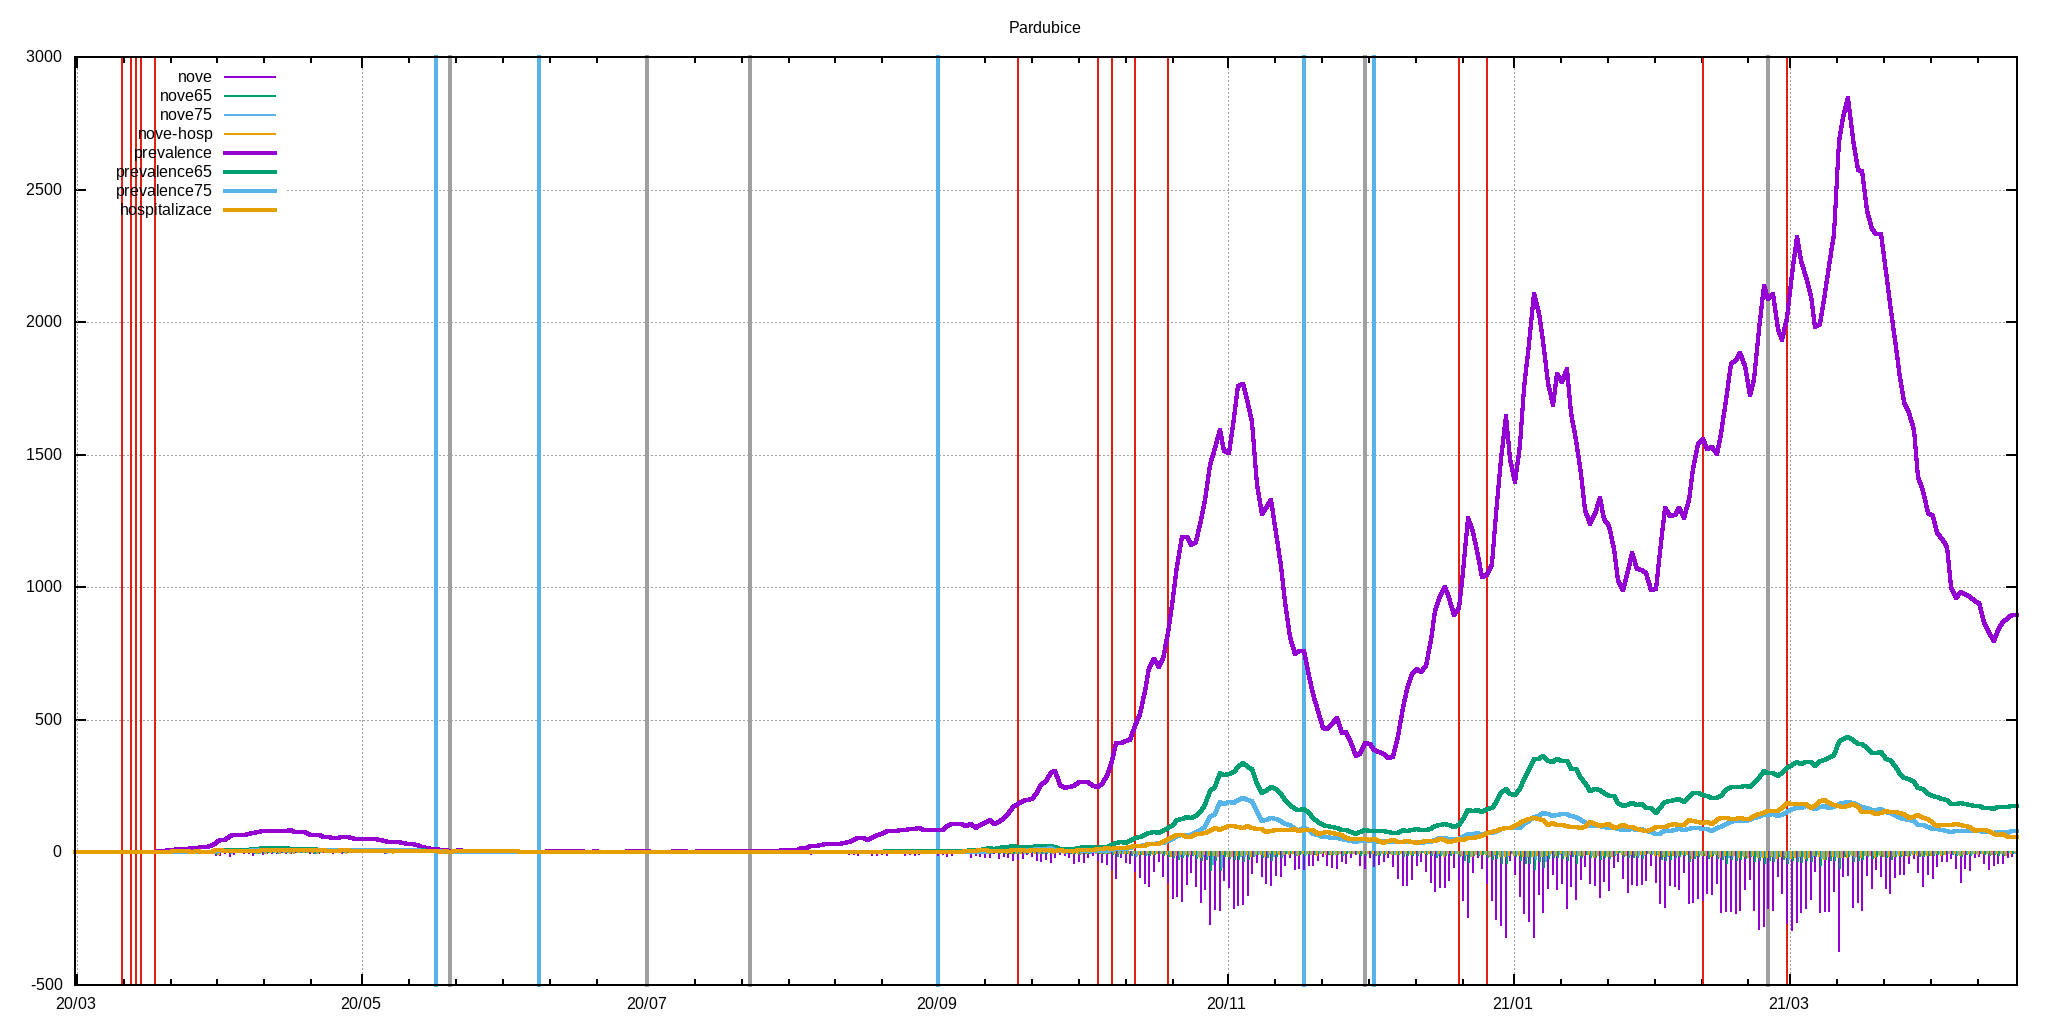 Pardubice
3000
2500
2000
1500
1000
500
0
-500
nove
nove65
nove75
nove-hosp
prevalence
prevalence65
prevalence75
hospitalizace
20/03 20/05 20/07 20/09 20/11 21/01 21/03